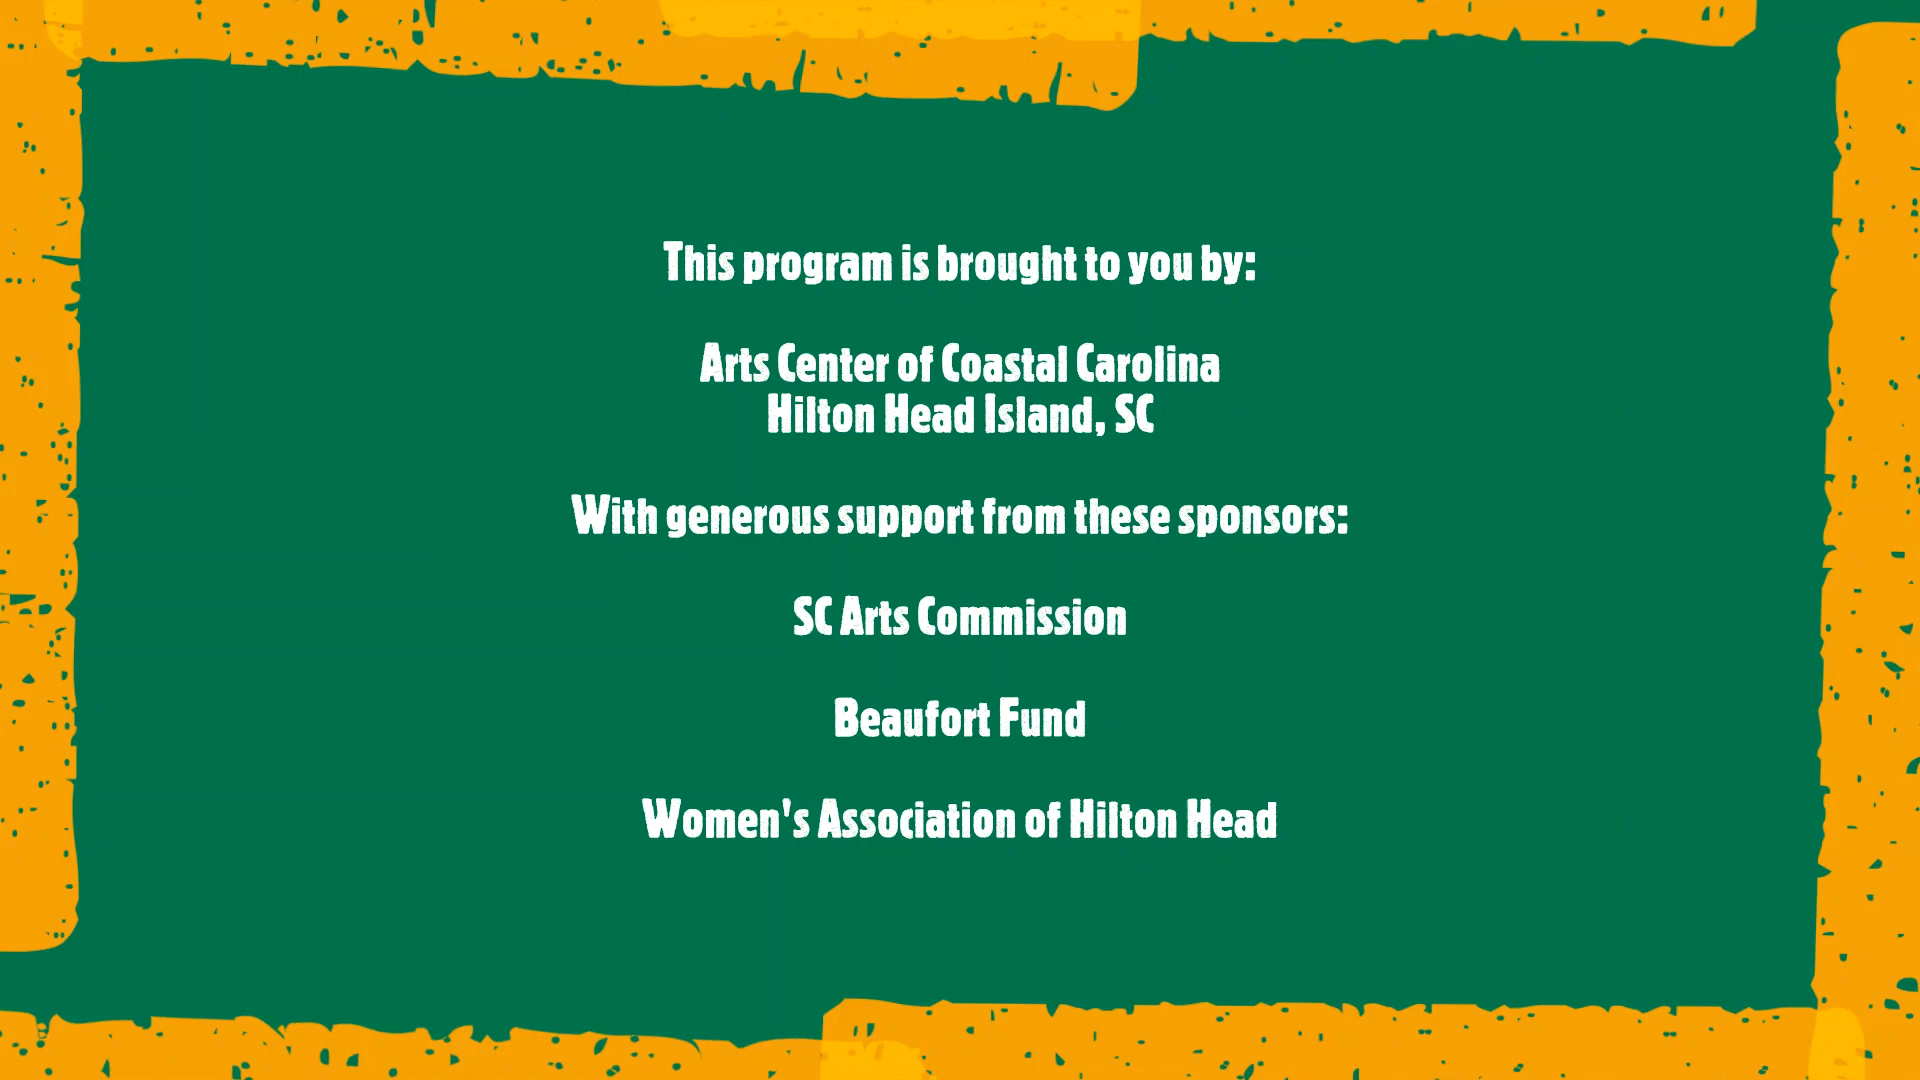 This program is brought to you by:
Arts Center of Coastal Carolina
Hilton Head Island, SC
With generous support from these sponsors:
SC Arts Commission
Beaufort Fund
Women's Association of Hilton Head